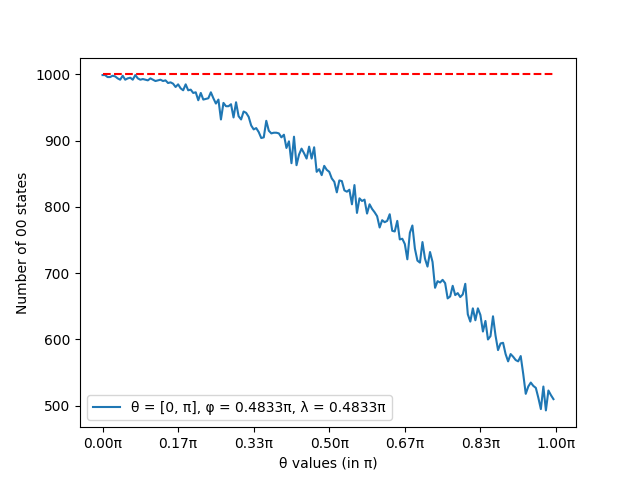 1000
900
800
700
600
500
Number of 00 states
θ = [0, π], φ = 0.4833π, λ = 0.4833π
0.00π 0.17π 0.33π 0.50π 0.67π 0.83π 1.00π
θ values (in π)